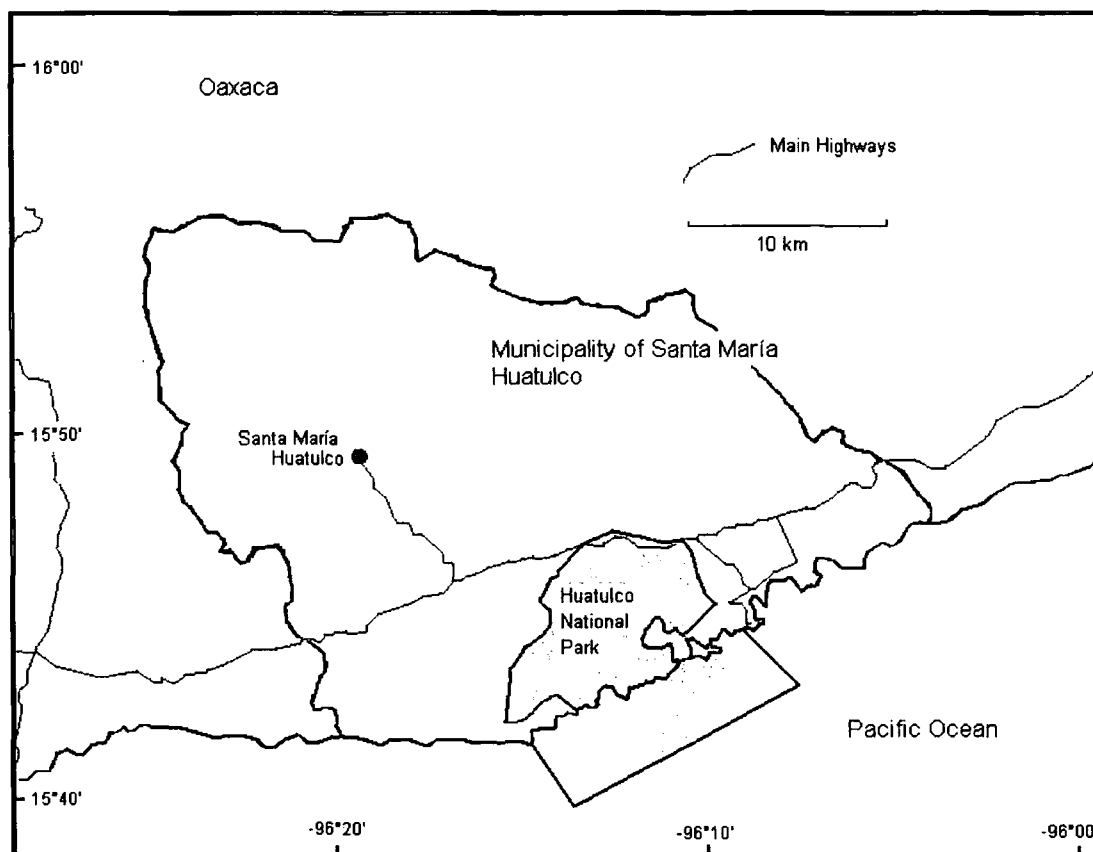 16°00'
Oaxaca
Main Highways
10 km
Municipality of Santa María
Huatulco
15°50'
Santa María
Huatulco
Huatulco
National
Park
Pacific Ocean
15°40'
-96°20'
-96°10'
-96°00'